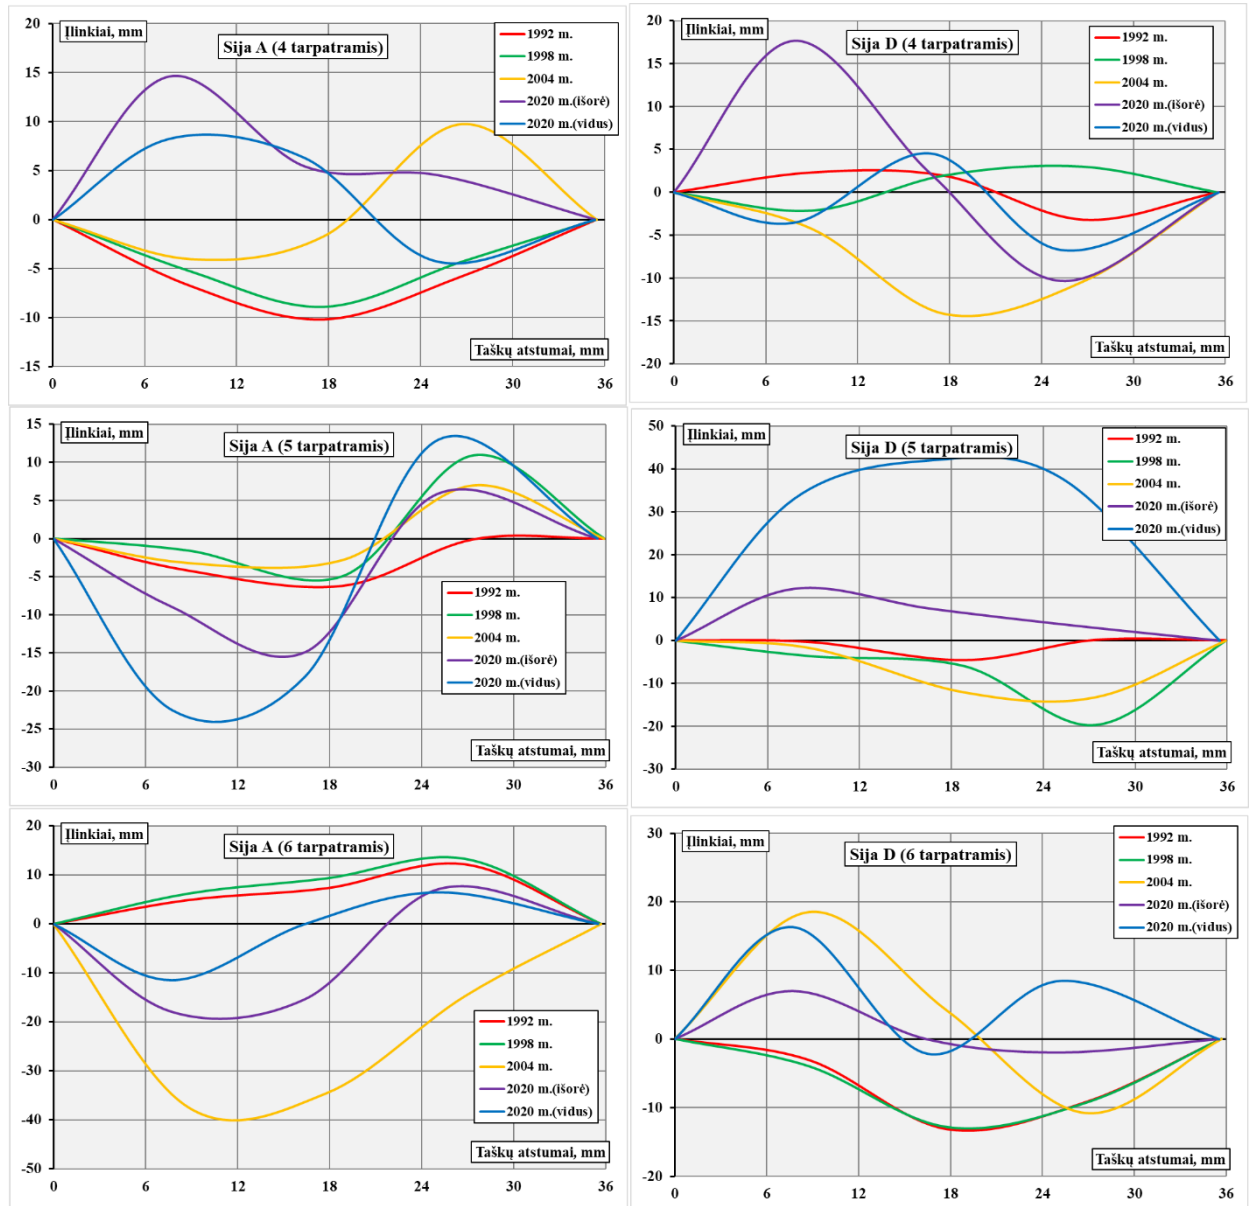 Įlinkiai, mm
Sija A (4 tarpatramis)
1992 m.
1998 m.
2004 m.
2020 m.(išorė)
2020 m.(vidus)
20
15
10
5
0
-5
-10
-15
Taškų atstumai, mm
0 6 12 18 24 30 36
Įlinkiai, mm
Sija D (4 tarpatramis)
1992 m.
1998 m.
2004 m.
2020 m.(išorė)
2020 m.(vidus)
20
15
10
5
0
-5
-10
-15
-20
Taškų atstumai, mm
0 6 12 18 24 30 36
Įlinkiai, mm
Sija A (5 tarpatramis)
15
10
5
0
-5
-10
-15
-20
-25
-30
1992 m.
1998 m.
2004 m.
2020 m.(išorė)
2020 m.(vidus)
Taškų atstumai, mm
0 6 12 18 24 30 36
Įlinkiai, mm
Sija D (5 tarpatramis)
1992 m.
1998 m.
2004 m.
2020 m.(išorė)
2020 m.(vidus)
50
40
30
20
10
0
-10
-20
-30
Taškų atstumai, mm
0 6 12 18 24 30 36
Įlinkiai, mm
Sija A (6 tarpatramis)
20
10
0
-10
-20
-30
-40
-50
1992 m.
1998 m.
2004 m.
2020 m.(išorė)
2020 m.(vidus)
Taškų atstumai, mm
0 6 12 18 24 30 36
Įlinkiai, mm
Sija D (6 tarpatramis)
1992 m.
1998 m.
2004 m.
2020 m.(išorė)
2020 m.(vidus)
30
20
10
0
-10
-20
Taškų atstumai, mm
0 6 12 18 24 30 36